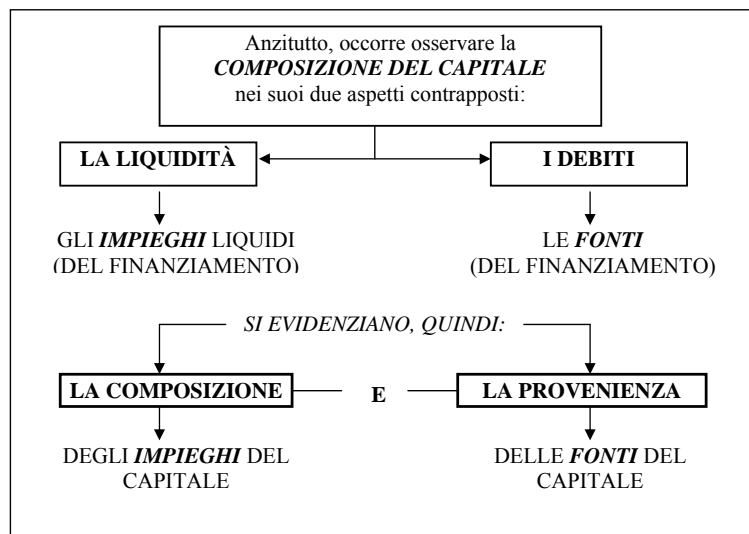 Anzitutto, occorre osservare la
COMPOSIZIONE DEL CAPITALE
nei suoi due aspetti contrapposti:
LA LIQUIDITÀ
I DEBITI
GLI IMPIEGHI LIQUIDI
(DEL FINANZIAMENTO)
LE FONTI
(DEL FINANZIAMENTO)
SI EVIDENZIANO, QUINDI:
LA COMPOSIZIONE
E
LA PROVENIENZA
DEGLI IMPIEGHI DEL
CAPITALE
DELLE FONTI DEL
CAPITALE